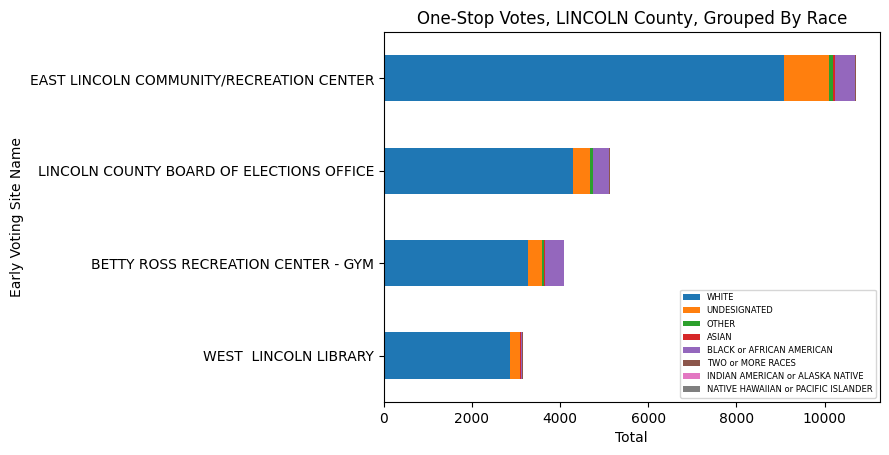 One-Stop Votes, LINCOLN County, Grouped By Race
Early Voting Site Name
EAST LINCOLN COMMUNITY/RECREATION CENTER
LINCOLN COUNTY BOARD OF ELECTIONS OFFICE
BETTY ROSS RECREATION CENTER - GYM
WEST  LINCOLN LIBRARY
WHITE
UNDESIGNATED
OTHER
ASIAN
BLACK or AFRICAN AMERICAN
TWO or MORE RACES
INDIAN AMERICAN or ALASKA NATIVE
NATIVE HAWAIIAN or PACIFIC ISLANDER
0 2000 4000 6000 8000 10000
Total